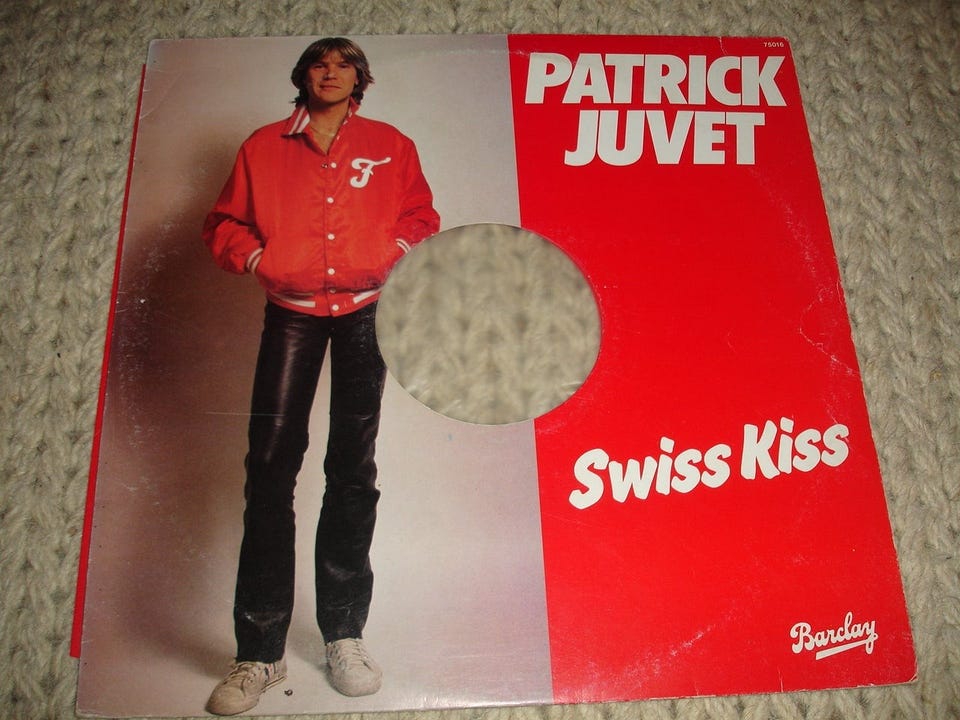 75016
PATRICK
JUVET
F
Swiss Kiss
Barclay